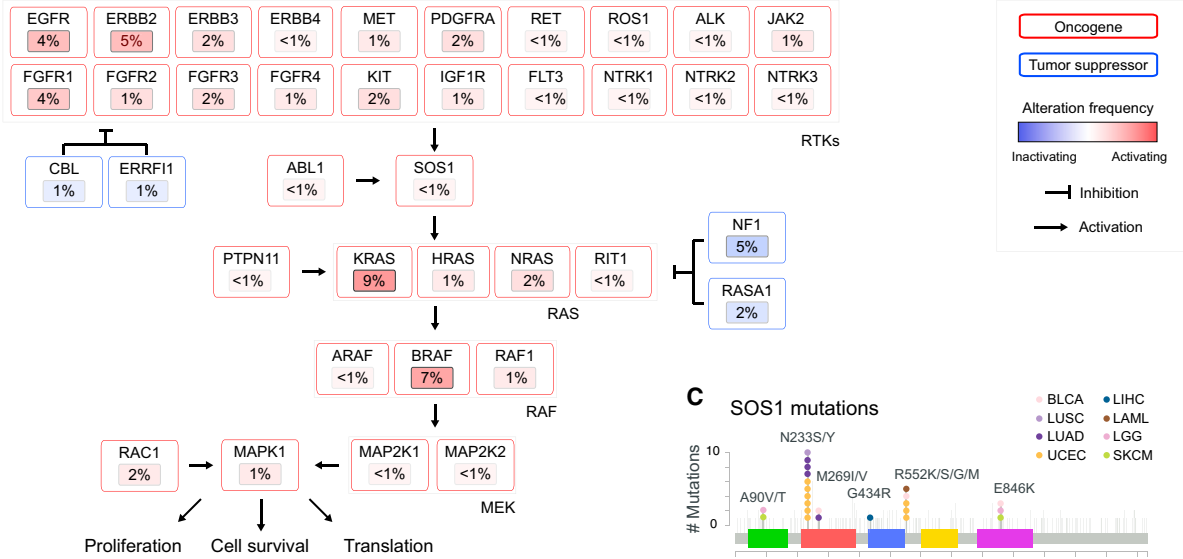 EGFR ERBB2 ERBB3 ERBB4 MET PDGFRA RET ROS1 ALK JAK2
4% 5% 2% <1% 1% 2% <1% <1% <1% 1%
FGFR1 FGFR2 FGFR3 FGFR4 KIT IGF1R FLT3 NTRK1 NTRK2 NTRK3
4% 1% 2% 1% 2% 1% <1% <1% <1% <1%
RTKs
CBL ERRFI1
1% 1%
ABL1 SOS1
<1% <1%
PTPN11 KRAS HRAS NRAS RIT1
<1% 9% 1% 2% <1%
RAS
NF1
5%
RASA1
2%
ARAF BRAF RAF1
<1% 7% 1%
RAF
RAC1 MAPK1 MAP2K1 MAP2K2
2% 1% <1% <1%
MEK
Proliferation Cell survival Translation
Oncogene
Tumor suppressor
Alteration frequency
Inactivating Activating
Inhibition
Activation
C SOS1 mutations
BLCA LIHC
LUSC LAML
LUAD LGG
UCEC SKCM
# Mutations
10
0
A90V/T
N233S/Y
M269I/V
G434R
R552K/S/G/M
E846K